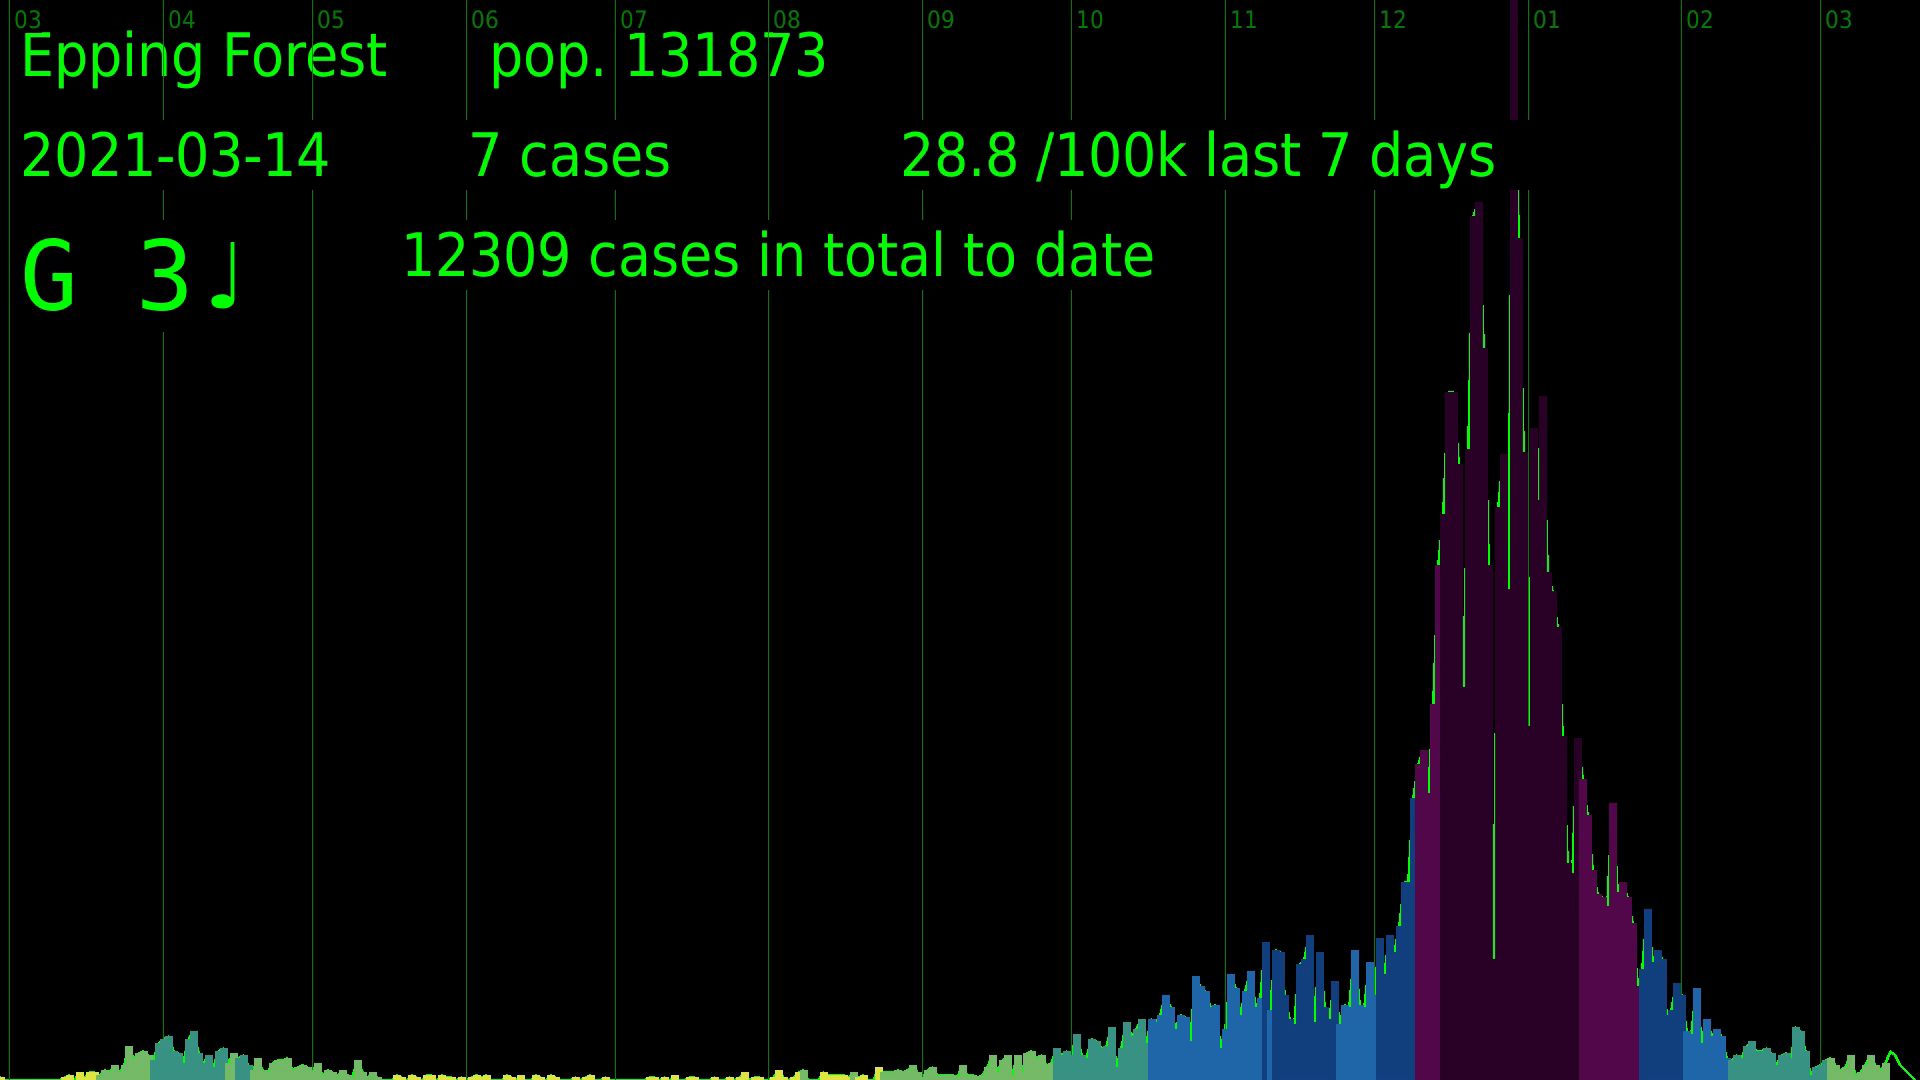 03 04 05 06 07 08 09 10 11 12 01 02 03
Epping Forest pop. 131873
2021-03-14 7 cases 28.8 /100k last 7 days
G 3♩ 12309 cases in total to date